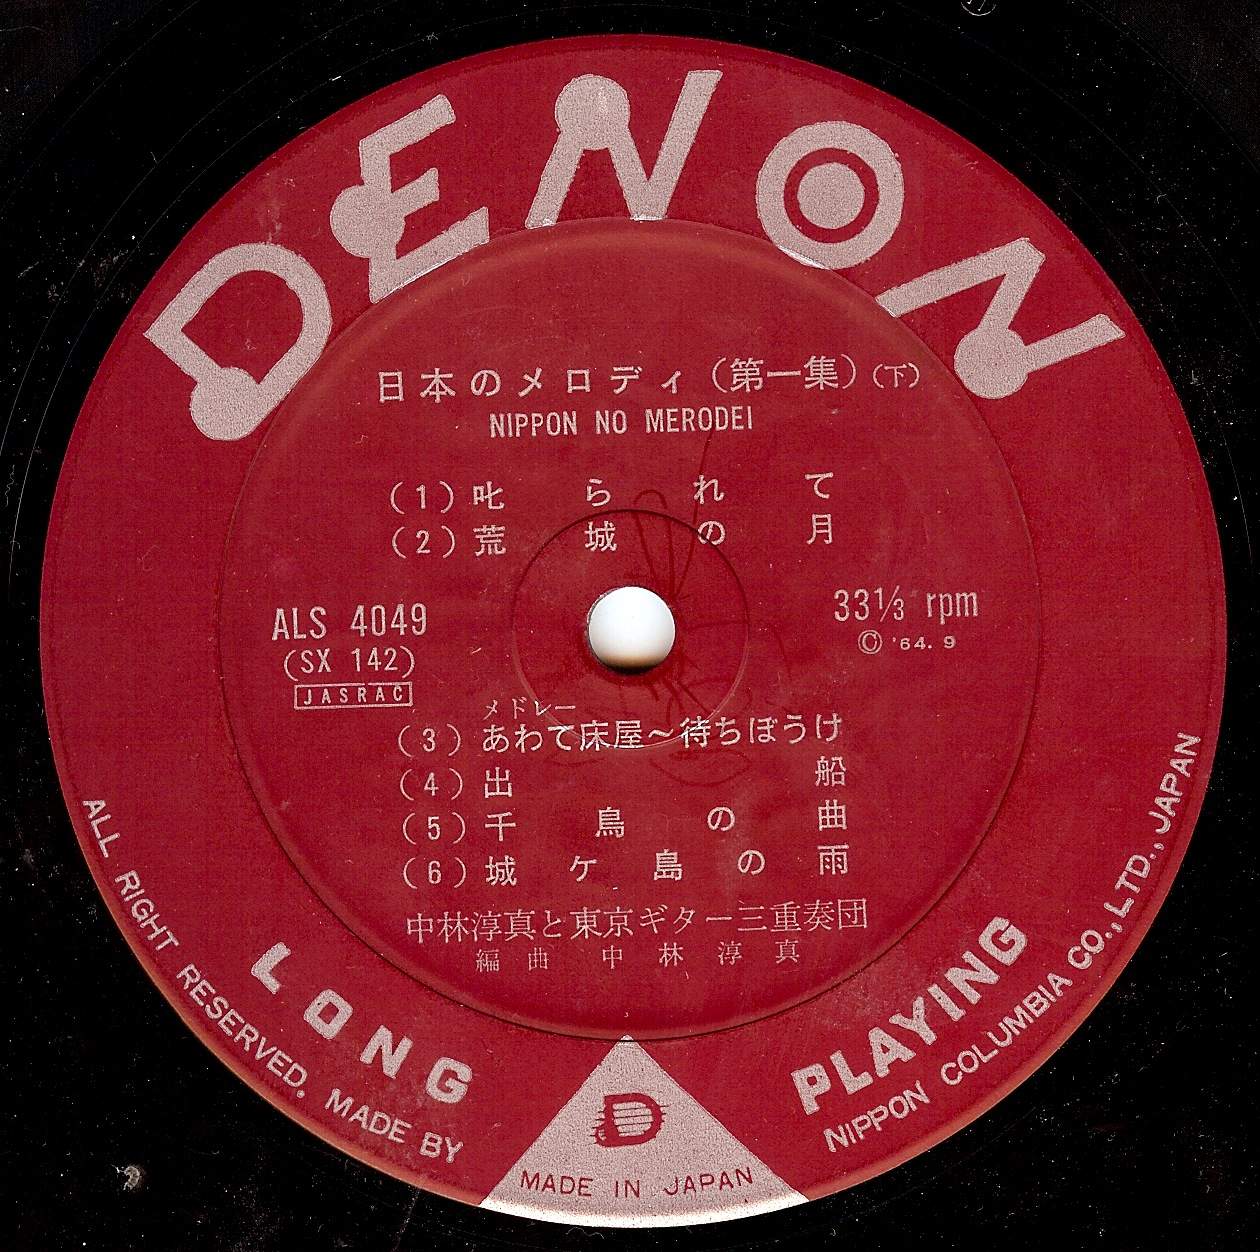 DENON
日本のメロディ（第一集）（下）
NIPPON NO MERODEI
（1）叱られて
（2）荒城の月
ALS 4049
(SX 142)
JASRAC
33⅓ rpm
Ⓒ '64. 9
メドレー
（3）あわて床屋～待ちぼうけ
（4）出船
（5）千鳥の曲
（6）城ケ島の雨
中林淳真と東京ギター三重奏団
編曲 中林淳真
LONG PLAYING
ALL RIGHT RESERVED. MADE BY NIPPON COLUMBIA CO., LTD., JAPAN
D
MADE IN JAPAN